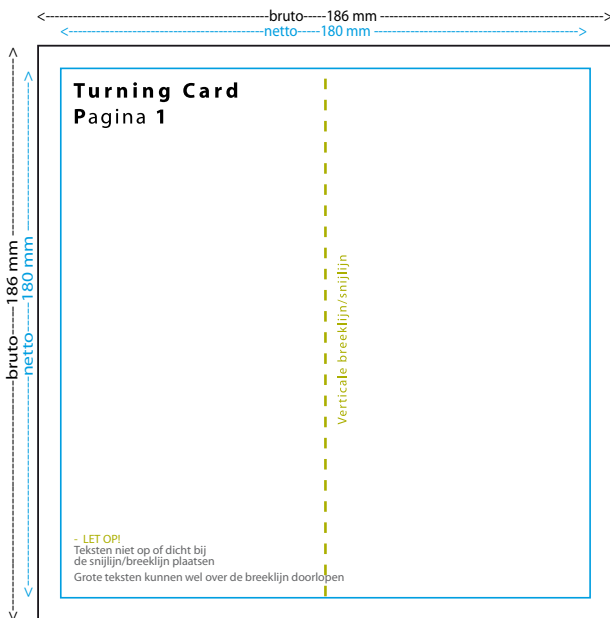 bruto-----186 mm
netto-----180 mm
Turning Card
Pagina 1
bruto-----186 mm
netto-----180 mm
Verticale breeklijn/snijlijn
- LET OP!
Teksten niet op of dicht bij
de snijlijn/breeklijn plaatsen
Grote teksten kunnen wel over de breeklijn doorlopen